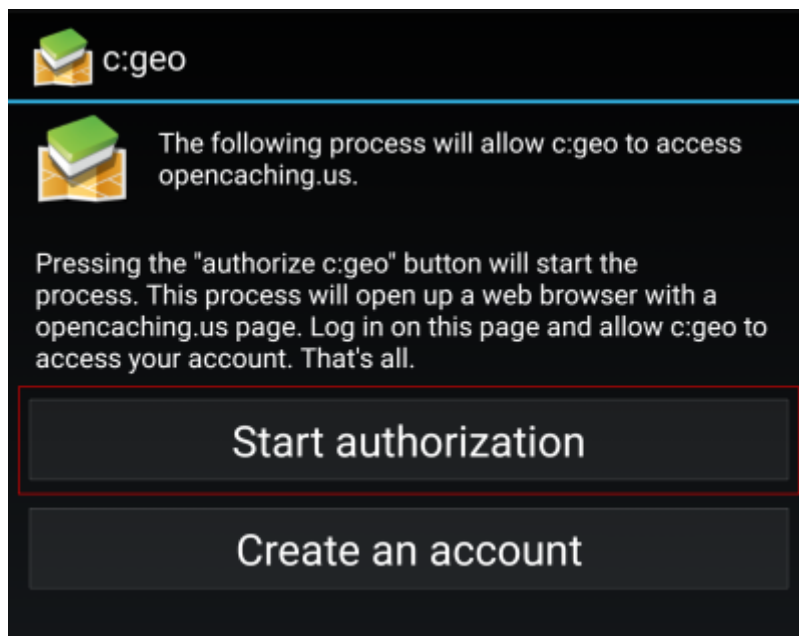 c:geo
The following process will allow c:geo to access
opencaching.us.
Pressing the "authorize c:geo" button will start the
process. This process will open up a web browser with a
opencaching.us page. Log in on this page and allow c:geo to
access your account. That's all.
Start authorization
Create an account